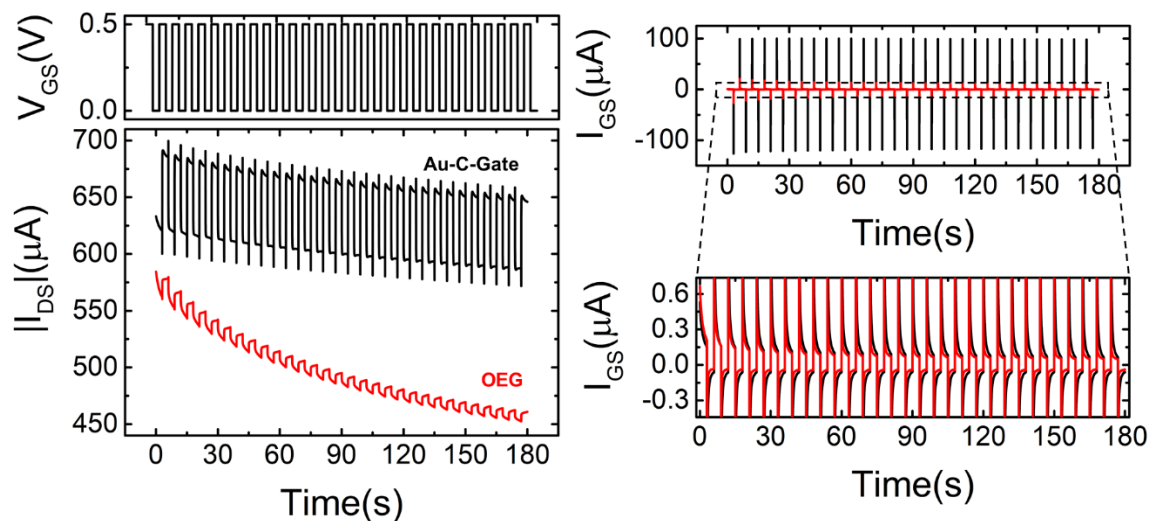 V_GS(V)
0.5
0.0
|I_DS|(μA)
700
650
600
550
500
450
Au-C-Gate
OEG
0 30 60 90 120 150 180
Time(s)
I_GS(μA)
100
0
-100
0 30 60 90 120 150 180
Time(s)
I_GS(μA)
0.6
0.3
0.0
-0.3
0 30 60 90 120 150 180
Time(s)